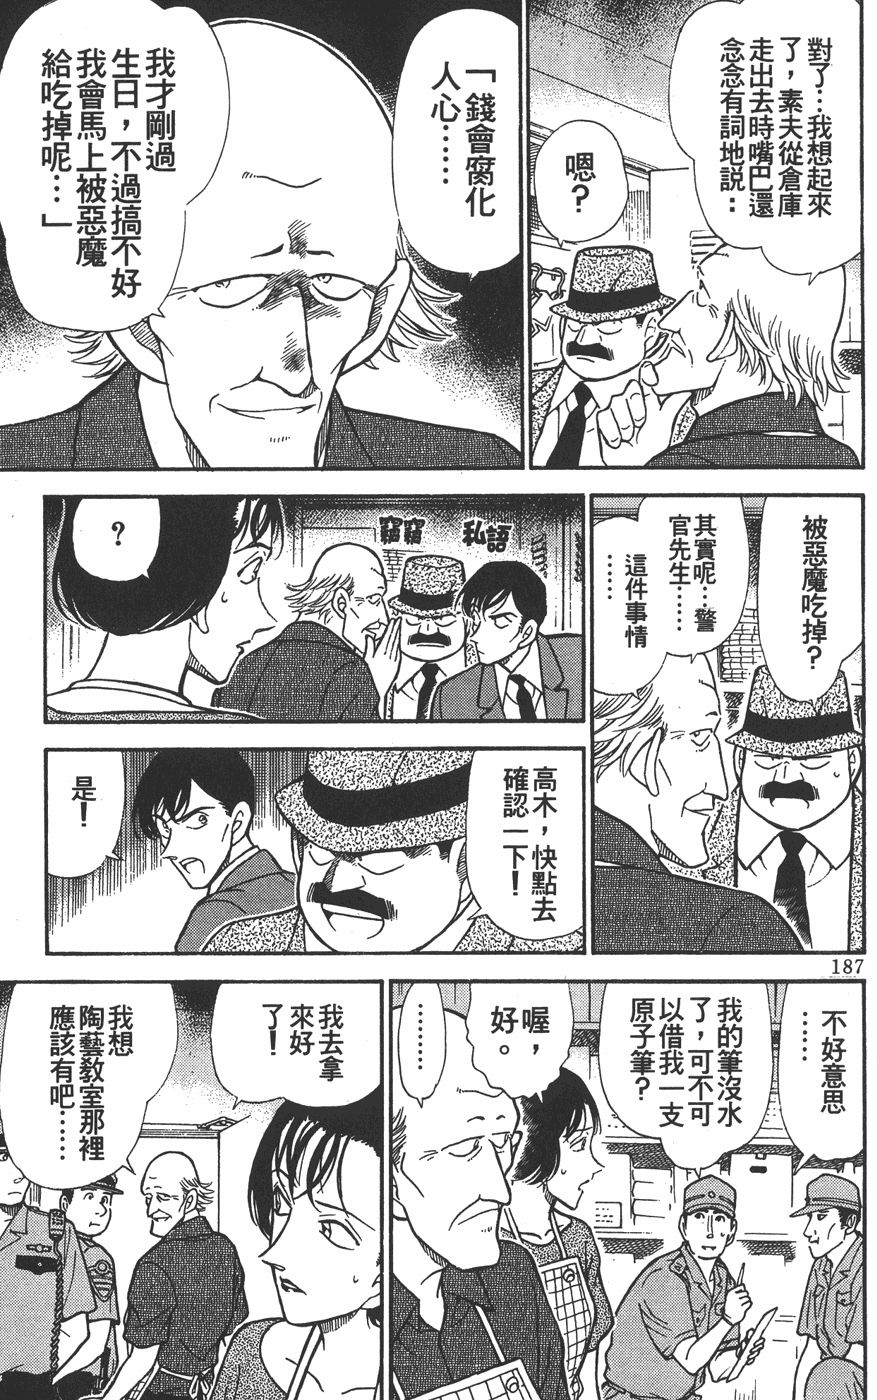 對了…我想起來
了，素夫從倉庫
走出去時嘴巴還
念念有詞地説：
嗯？
「錢會腐化
人心……
我才剛過
生日，不過搞不好
我會馬上被惡魔
給吃掉呢…」
被惡魔吃掉？
其實呢…警
官先生……
這件事情
……
私語
竊竊
？
高木，快點去
確認一下！
是！
187
不好意思
……
我的筆沒水
了，可不可
以借我一支
原子筆？
喔，
好。
……
我去拿
來好
了！
我想
陶藝教室那裡
應該有吧……